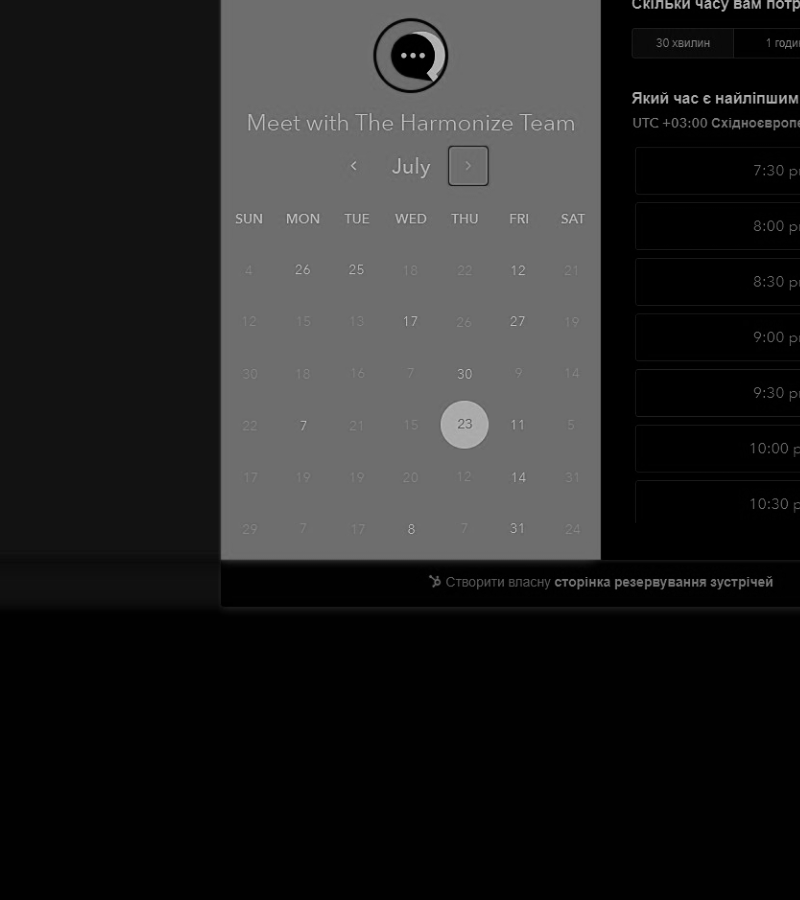 Meet with The Harmonize Team
July
SUN MON TUE WED THU FRI SAT
4 26 25 18 22 12 21
12 15 13 17 26 27 19
30 18 16 7 30 9 14
22 7 21 15 23 11 5
17 19 19 20 12 14 31
29 7 17 8 7 31 24
Скільки часу вам
30 хвилин 1
Який час є найліпшим
UTC +03:00
7:30
8:00
8:30
9:00
9:30
10:00
10:30
Створити власну сторінка резервування зустрічей